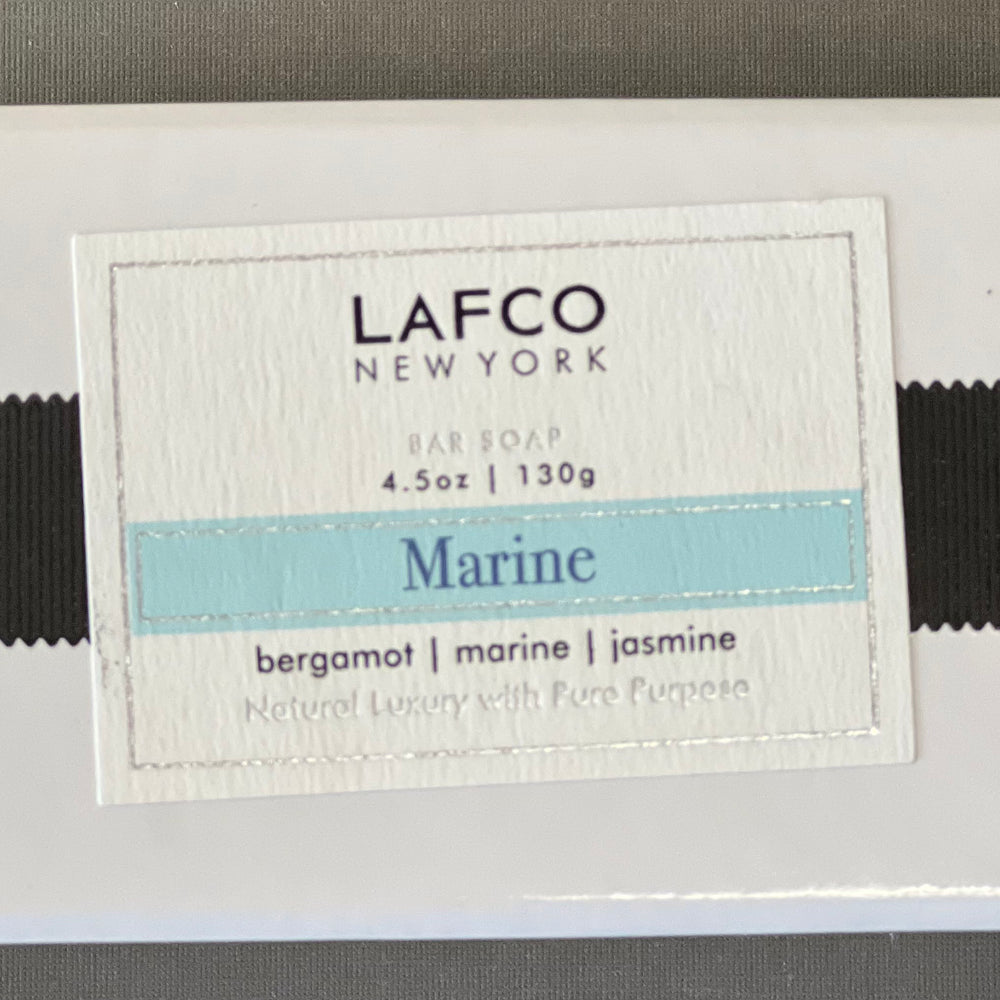 LAFCO
NEW YORK
BAR SOAP
4.5oz | 130g
Marine
bergamot | marine | jasmine
Natural Luxury with Pure Purpose